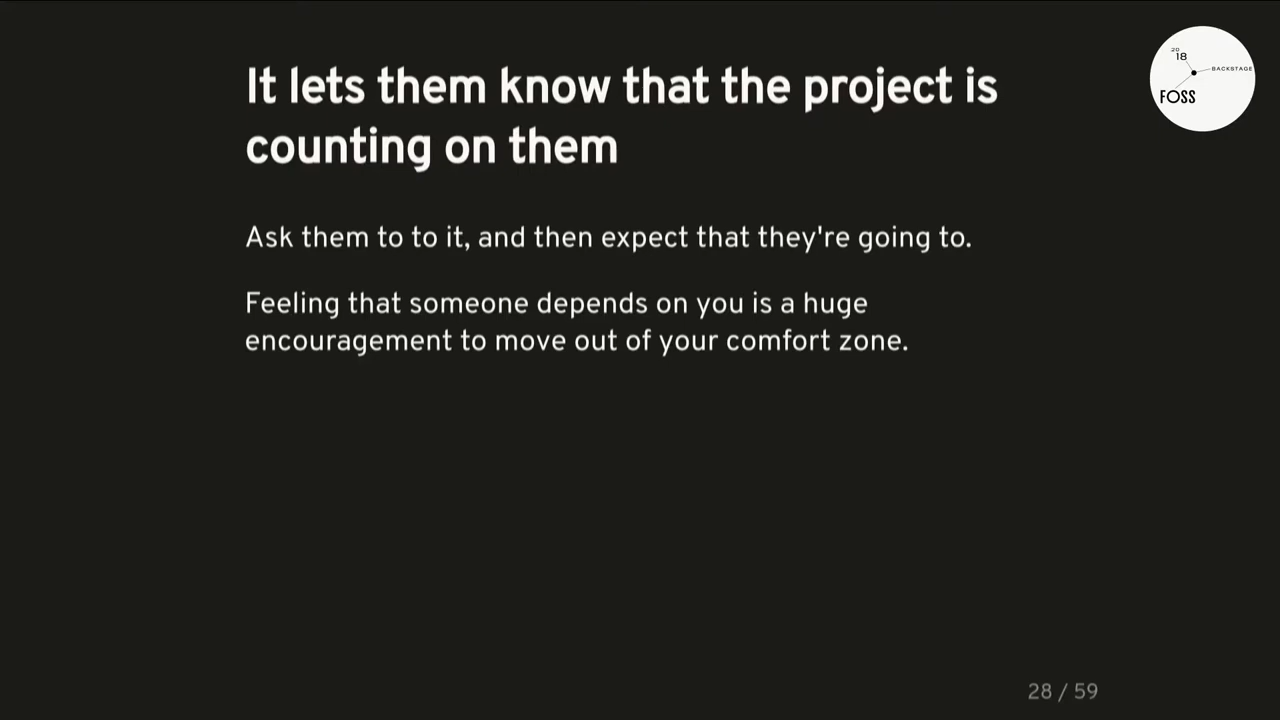 It lets them know that the project is
counting on them
Ask them to to it, and then expect that they're going to.
Feeling that someone depends on you is a huge
encouragement to move out of your comfort zone.
20
18
BACKSTAGE
FOSS
28 / 59